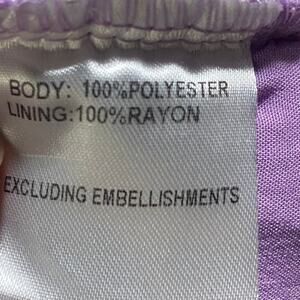 BODY: 100%POLYESTER
LINING:100%RAYON
EXCLUDING EMBELLISHMENTS